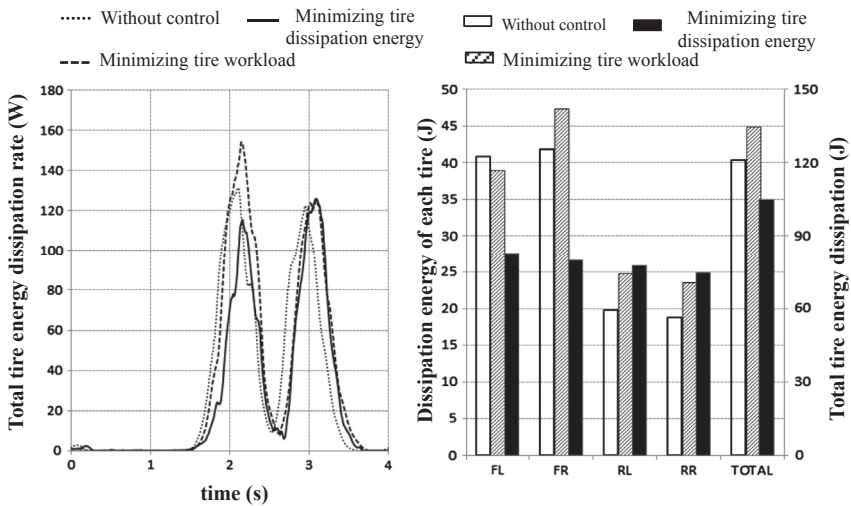 Without control
Minimizing tire
dissipation energy
Minimizing tire workload
Total tire energy dissipation rate (W)
180
160
140
120
100
80
60
40
20
0
0 1 2 3 4
time (s)
Without control
Minimizing tire
dissipation energy
Minimizing tire workload
Dissipation energy of each tire (J)
50
45
40
35
30
25
20
15
10
5
0
FL FR RL RR TOTAL
150
120
90
60
30
0
Total tire energy dissipation (J)